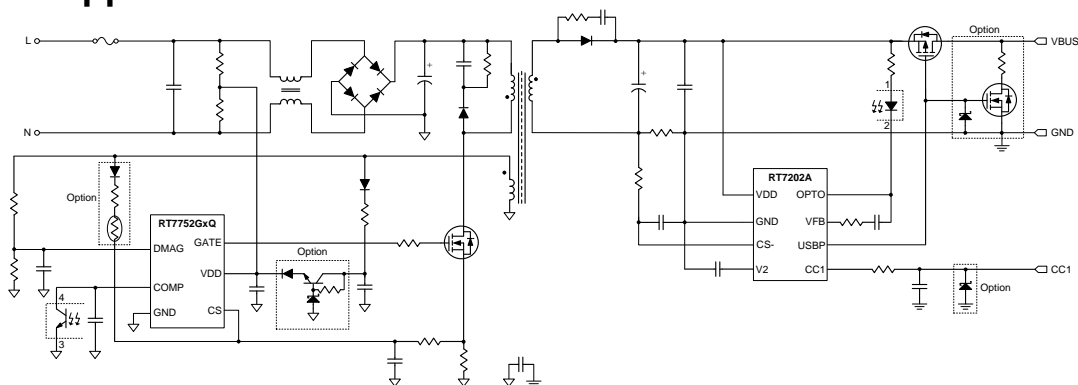 L
N
Option
VBUS
GND
1
2
RT7202A
VDD
OPTO
GND
VFB
CS-
USBP
V2
CC1
CC1
Option
Option
RT7752GxQ
DMAG
GATE
VDD
COMP
GND
CS
Option
4
3
+
+